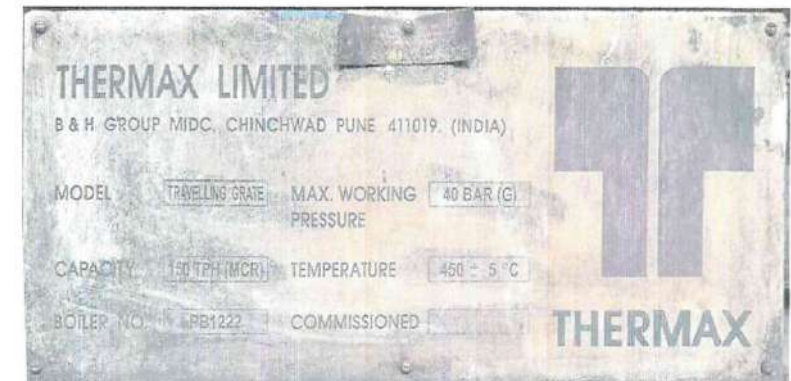 THERMAX LIMITED
B & H GROUP MIDC, CHINCHWAD PUNE 411019. (INDIA)
MODEL TRAVELLING GRATE MAX. WORKING PRESSURE 40 BAR (G)
CAPACITY 150 TPH (MCR) TEMPERATURE 450 ± 5 °C
BOILER NO. PB1222 COMMISSIONED
THERMAX